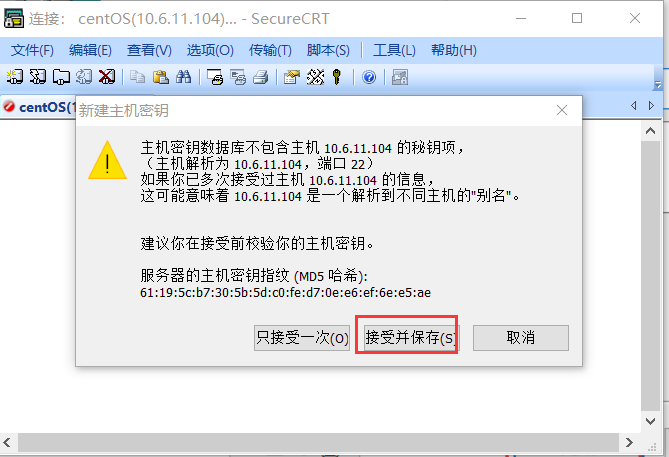 连接： centOS(10.6.11.104)... - SecureCRT
文件(F) 编辑(E) 查看(V) 选项(O) 传输(T) 脚本(S) 工具(L) 帮助(H)
centOS(1
新建主机密钥
主机密钥数据库不包含主机 10.6.11.104 的秘钥项，
（主机解析为 10.6.11.104，端口 22）
如果你已多次接受过主机 10.6.11.104 的信息，
这可能意味着 10.6.11.104 是一个解析到不同主机的"别名"。
建议你在接受前校验你的主机密钥。
服务器的主机密钥指纹 (MD5 哈希):
61:19:5c:b7:30:5b:5d:c0:fe:d7:0e:e6:ef:6e:e5:ae
只接受一次(O) 接受并保存(S) 取消